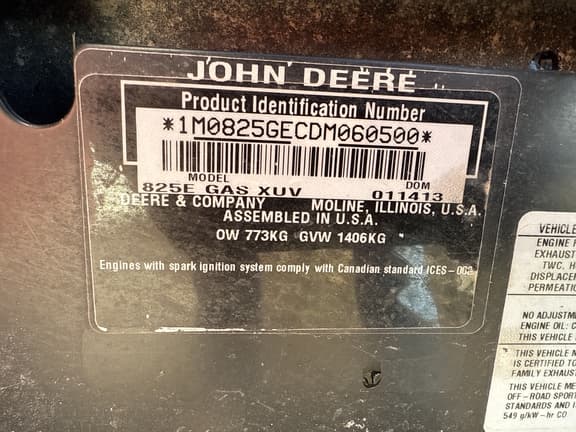 JOHN DEERE
Product Identification Number
*1M0825GECDM060500*
MODEL DOM
825E GAS XUV 011413
DEERE & COMPANY MOLINE, ILLINOIS, U.S.A.
ASSEMBLED IN U.S.A.
OW 773KG GVW 1406KG
Engines with spark ignition system comply with Canadian standard ICES-002
VEHICLE
ENGINE
EXHAUST
TWC,
DISPLACEM
PERMEATIO
NO ADJUSTM
ENGINE OIL:
THIS VEHICLE
THIS VEHICLE
IS CERTIFIED TO
FAMILY EXHAUS
THIS VEHICLE ME
OFF-ROAD SPORT
STANDARDS AND
549 g/kW-hr CO